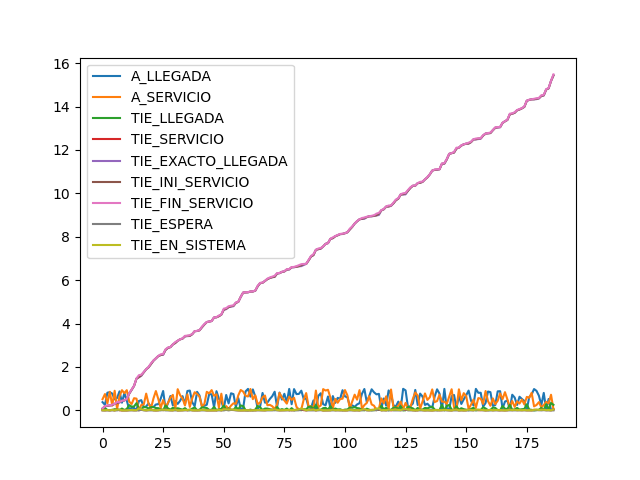 16
14
12
10
8
6
4
2
0
A_LLEGADA
A_SERVICIO
TIE_LLEGADA
TIE_SERVICIO
TIE_EXACTO_LLEGADA
TIE_INI_SERVICIO
TIE_FIN_SERVICIO
TIE_ESPERA
TIE_EN_SISTEMA
0 25 50 75 100 125 150 175